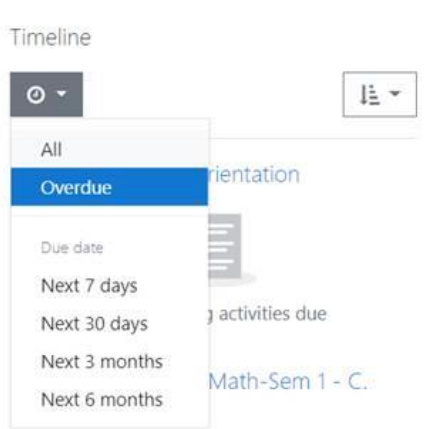 Timeline
All
Overdue
rientation
Due date
Next 7 days
Next 30 days
activities due
Next 3 months
Math-Sem 1 - C.
Next 6 months